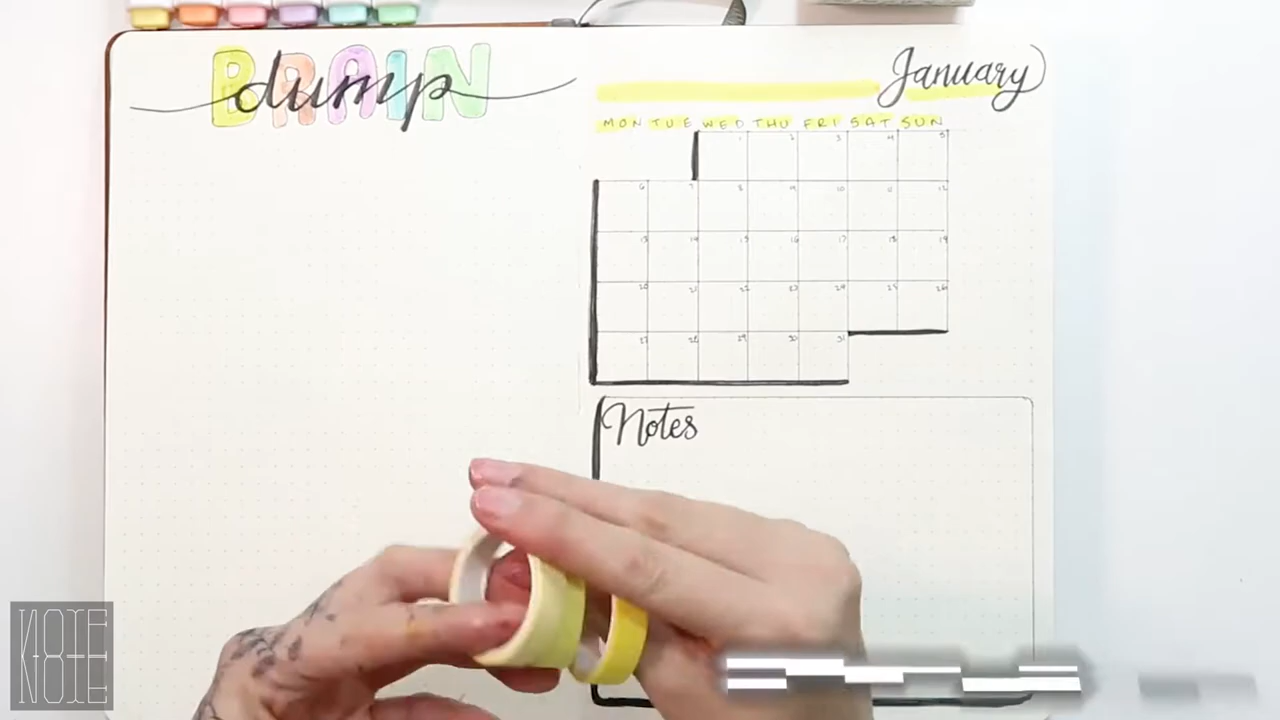 BRAIN
dump
January
MON TUE WED THU FRI SAT SUN
1 2 3 4 5
6 7 8 9 10 11 12
13 14 15 16 17 18 19
20 21 22 23 24 25 26
27 28 29 30 31
Notes
NOTE
NOTE